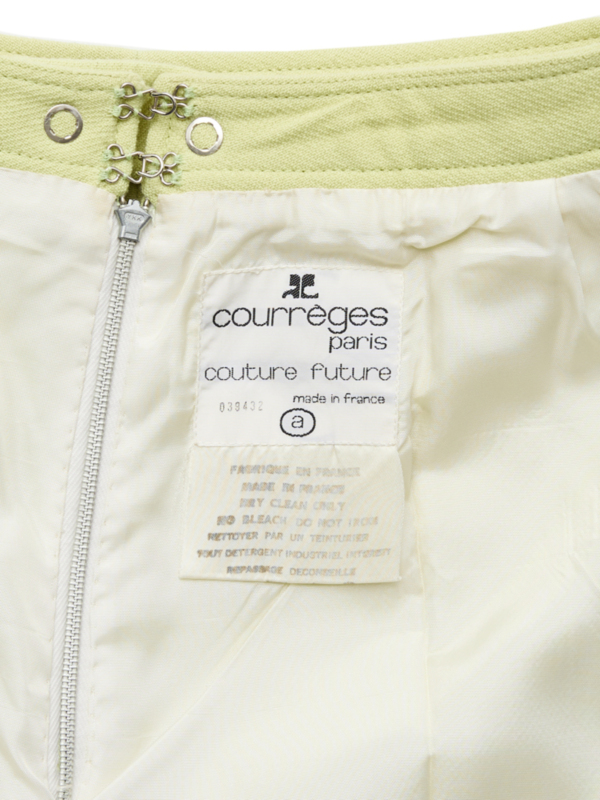 courrèges
paris
couture future
made in france
039432
a
FABRIQUE EN FRANCE
MADE IN FRANCE
DRY CLEAN ONLY
NO BLEACH DO NOT IRON
NETTOYER PAR UN TEINTURIER
TOUT DETERGENT INDUSTRIEL INTERDIT
REPASSAGE DECONSEILLE